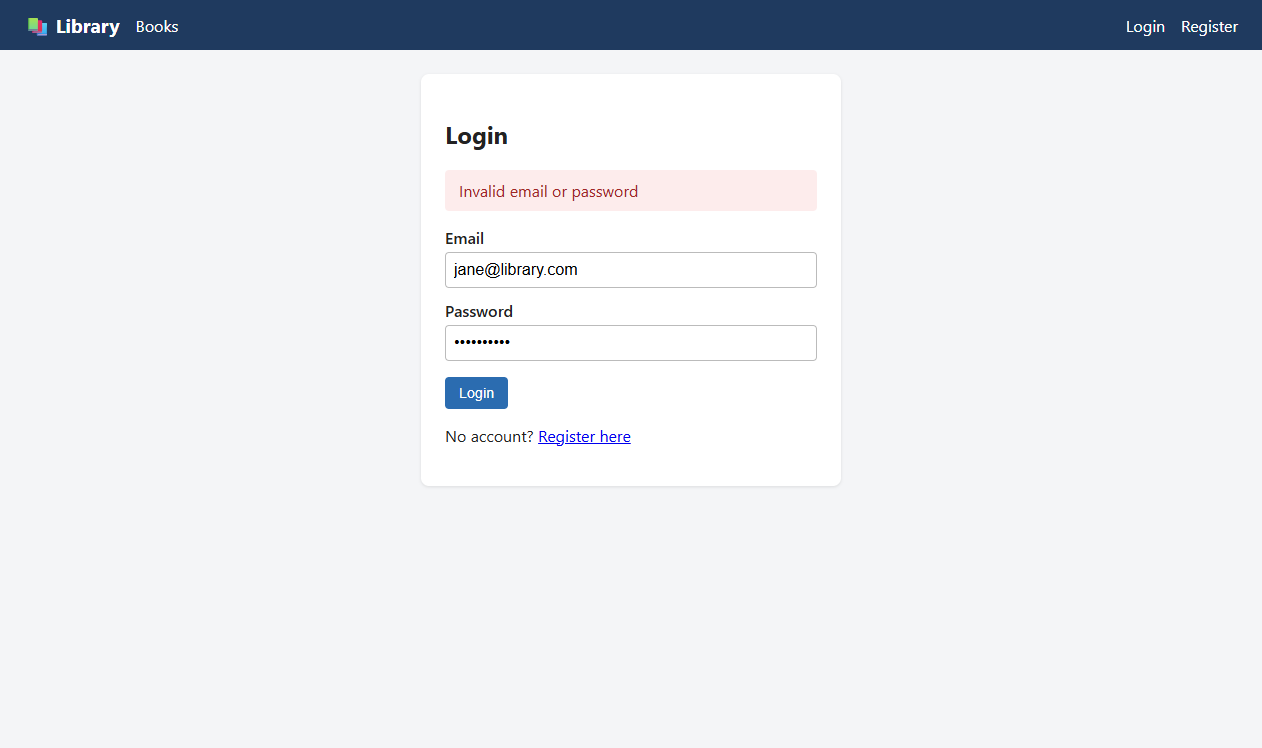 Library Books Login Register
Login
Invalid email or password
Email
jane@library.com
Password
••••••••••
Login
No account? Register here